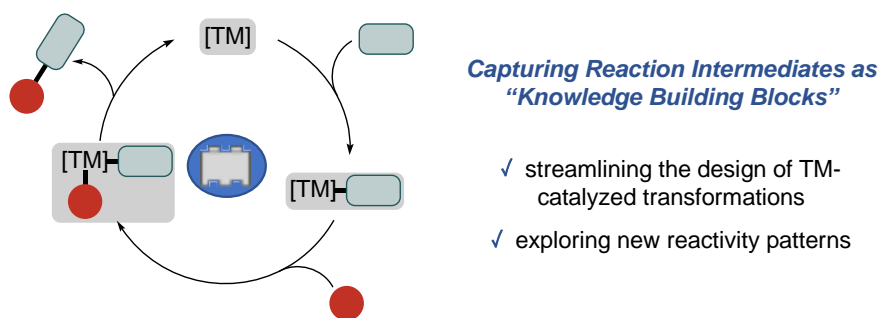 [TM]
[TM]
[TM]
Capturing Reaction Intermediates as
“Knowledge Building Blocks”
√ streamlining the design of TM-
catalyzed transformations
√ exploring new reactivity patterns